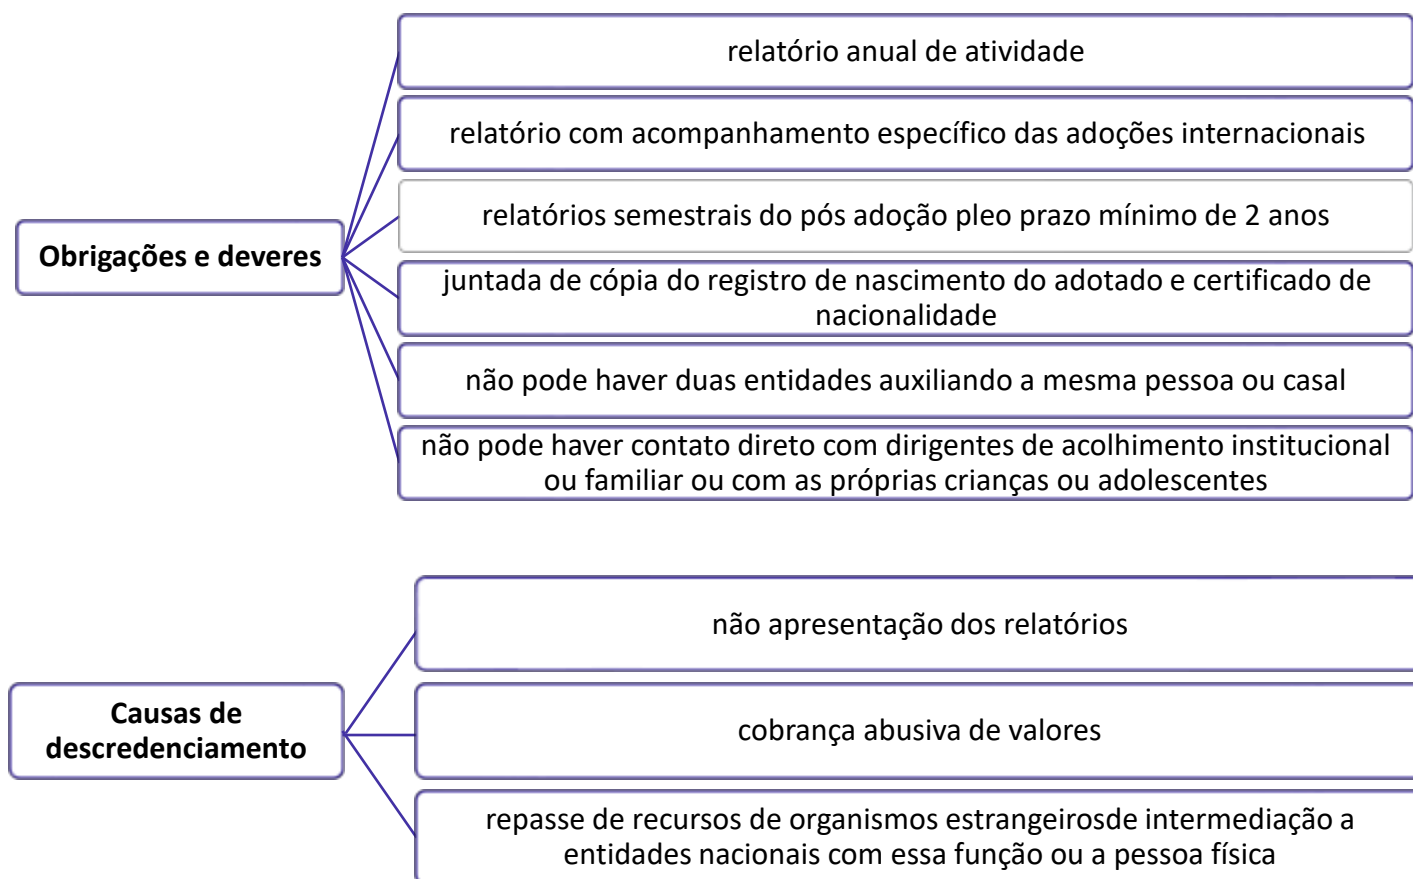 relatório anual de atividade
relatório com acompanhamento específico das adoções internacionais
relatórios semestrais do pós adoção pleo prazo mínimo de 2 anos
Obrigações e deveres
juntada de cópia do registro de nascimento do adotado e certificado de
nacionalidade
não pode haver duas entidades auxiliando a mesma pessoa ou casal
não pode haver contato direto com dirigentes de acolhimento institucional
ou familiar ou com as próprias crianças ou adolescentes
não apresentação dos relatórios
Causas de
descredenciamento
cobrança abusiva de valores
repasse de recursos de organismos estrangeirosde intermediação a
entidades nacionais com essa função ou a pessoa física